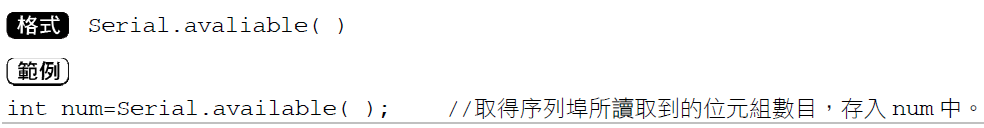 格式 Serial.avaliable( )
範例
int num=Serial.available( ); //取得序列埠所讀取到的位元組數目，存入 num 中。